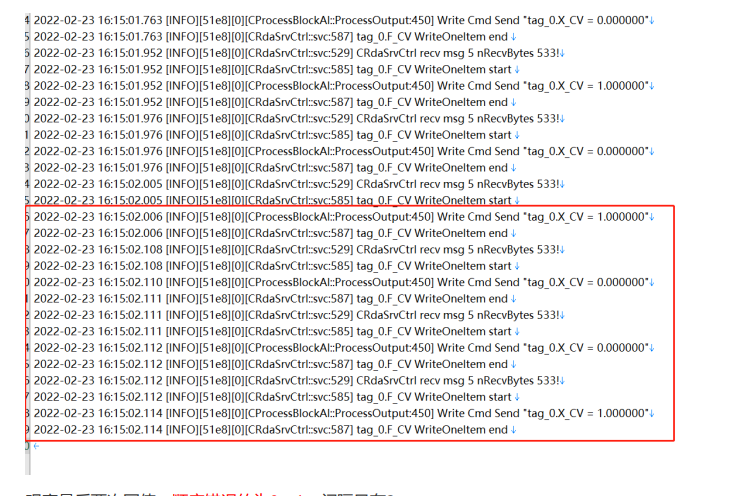 4 2022-02-23 16:15:01.763 [INFO][51e8][0][CProcessBlockAI::ProcessOutput:450] Write Cmd Send "tag_0.X_CV = 0.000000"↓
5 2022-02-23 16:15:01.763 [INFO][51e8][0][CRdaSrvCtrl::svc:587] tag_0.F_CV WriteOneItem end ↓
6 2022-02-23 16:15:01.952 [INFO][51e8][0][CRdaSrvCtrl::svc:529] CRdaSrvCtrl recv msg 5 nRecvBytes 533!↓
7 2022-02-23 16:15:01.952 [INFO][51e8][0][CRdaSrvCtrl::svc:585] tag_0.F_CV WriteOneItem start ↓
8 2022-02-23 16:15:01.952 [INFO][51e8][0][CProcessBlockAI::ProcessOutput:450] Write Cmd Send "tag_0.X_CV = 1.000000"↓
9 2022-02-23 16:15:01.952 [INFO][51e8][0][CRdaSrvCtrl::svc:587] tag_0.F_CV WriteOneItem end ↓
0 2022-02-23 16:15:01.976 [INFO][51e8][0][CRdaSrvCtrl::svc:529] CRdaSrvCtrl recv msg 5 nRecvBytes 533!↓
1 2022-02-23 16:15:01.976 [INFO][51e8][0][CRdaSrvCtrl::svc:585] tag_0.F_CV WriteOneItem start ↓
2 2022-02-23 16:15:01.976 [INFO][51e8][0][CProcessBlockAI::ProcessOutput:450] Write Cmd Send "tag_0.X_CV = 0.000000"↓
3 2022-02-23 16:15:01.976 [INFO][51e8][0][CRdaSrvCtrl::svc:587] tag_0.F_CV WriteOneItem end ↓
4 2022-02-23 16:15:02.005 [INFO][51e8][0][CRdaSrvCtrl::svc:529] CRdaSrvCtrl recv msg 5 nRecvBytes 533!↓
5 2022-02-23 16:15:02.005 [INFO][51e8][0][CRdaSrvCtrl::svc:585] tag_0.F_CV WriteOneItem start ↓
6 2022-02-23 16:15:02.006 [INFO][51e8][0][CProcessBlockAI::ProcessOutput:450] Write Cmd Send "tag_0.X_CV = 1.000000"↓
7 2022-02-23 16:15:02.006 [INFO][51e8][0][CRdaSrvCtrl::svc:587] tag_0.F_CV WriteOneItem end ↓
8 2022-02-23 16:15:02.108 [INFO][51e8][0][CRdaSrvCtrl::svc:529] CRdaSrvCtrl recv msg 5 nRecvBytes 533!↓
9 2022-02-23 16:15:02.108 [INFO][51e8][0][CRdaSrvCtrl::svc:585] tag_0.F_CV WriteOneItem start ↓
0 2022-02-23 16:15:02.110 [INFO][51e8][0][CProcessBlockAI::ProcessOutput:450] Write Cmd Send "tag_0.X_CV = 0.000000"↓
1 2022-02-23 16:15:02.111 [INFO][51e8][0][CRdaSrvCtrl::svc:587] tag_0.F_CV WriteOneItem end ↓
2 2022-02-23 16:15:02.111 [INFO][51e8][0][CRdaSrvCtrl::svc:529] CRdaSrvCtrl recv msg 5 nRecvBytes 533!↓
3 2022-02-23 16:15:02.111 [INFO][51e8][0][CRdaSrvCtrl::svc:585] tag_0.F_CV WriteOneItem start ↓
4 2022-02-23 16:15:02.112 [INFO][51e8][0][CProcessBlockAI::ProcessOutput:450] Write Cmd Send "tag_0.X_CV = 0.000000"↓
5 2022-02-23 16:15:02.112 [INFO][51e8][0][CRdaSrvCtrl::svc:587] tag_0.F_CV WriteOneItem end ↓
6 2022-02-23 16:15:02.112 [INFO][51e8][0][CRdaSrvCtrl::svc:529] CRdaSrvCtrl recv msg 5 nRecvBytes 533!↓
7 2022-02-23 16:15:02.112 [INFO][51e8][0][CRdaSrvCtrl::svc:585] tag_0.F_CV WriteOneItem start ↓
8 2022-02-23 16:15:02.114 [INFO][51e8][0][CProcessBlockAI::ProcessOutput:450] Write Cmd Send "tag_0.X_CV = 1.000000"↓
9 2022-02-23 16:15:02.114 [INFO][51e8][0][CRdaSrvCtrl::svc:587] tag_0.F_CV WriteOneItem end ↓
0 ←